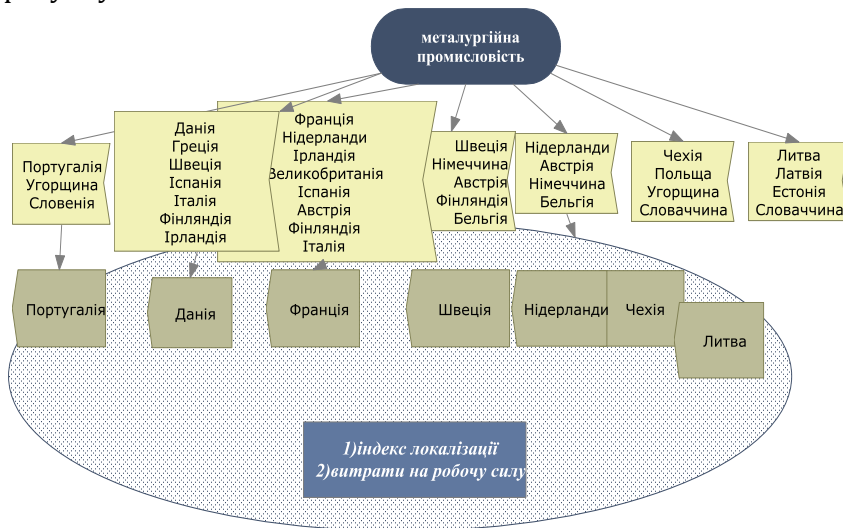 металургійна
промисловість
Португалія
Угорщина
Словенія
Данія
Греція
Швеція
Іспанія
Італія
Фінляндія
Ірландія
Франція
Нідерланди
Ірландія
Великобританія
Іспанія
Австрія
Фінляндія
Італія
Швеція
Німеччина
Австрія
Фінляндія
Бельгія
Нідерланди
Австрія
Німеччина
Бельгія
Чехія
Польща
Угорщина
Словаччина
Литва
Латвія
Естонія
Словаччина
Португалія
Данія
Франція
Швеція
Нідерланди
Чехія
Литва
1)індекс локалізації
2)витрати на робочу силу